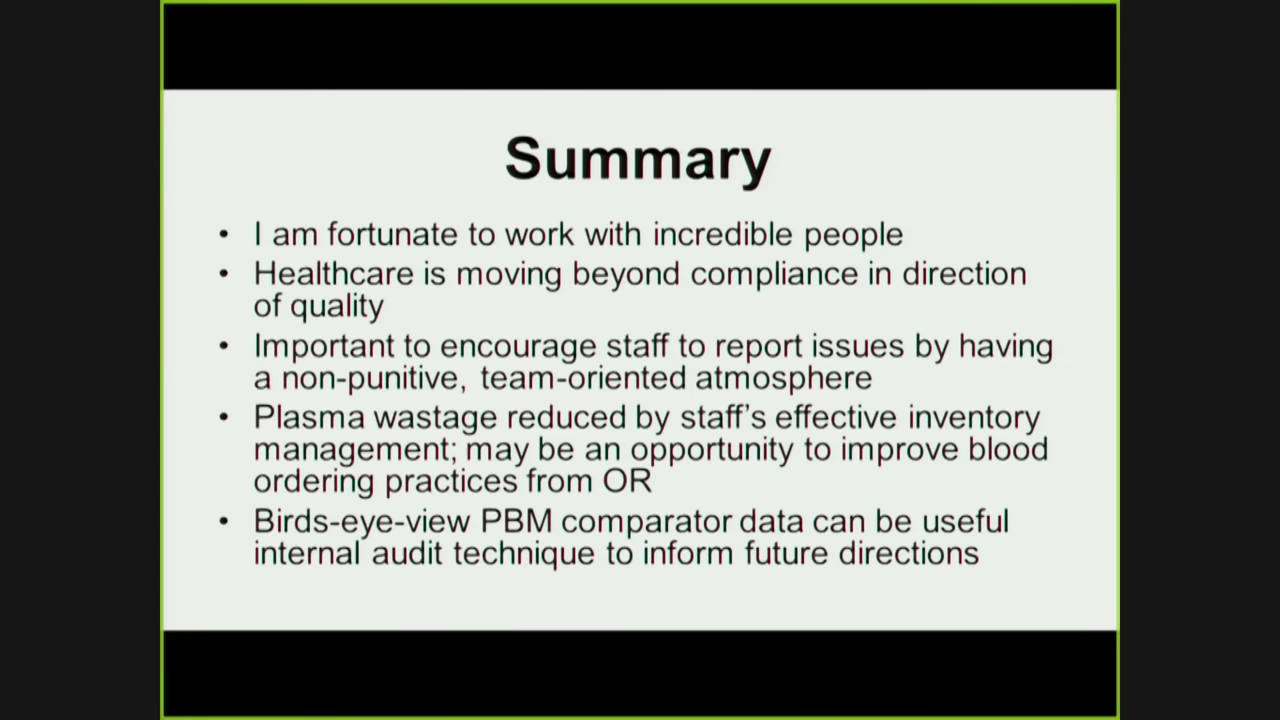 Summary
• I am fortunate to work with incredible people
• Healthcare is moving beyond compliance in direction
of quality
• Important to encourage staff to report issues by having
a non-punitive, team-oriented atmosphere
• Plasma wastage reduced by staff’s effective inventory
management; may be an opportunity to improve blood
ordering practices from OR
• Birds-eye-view PBM comparator data can be useful
internal audit technique to inform future directions